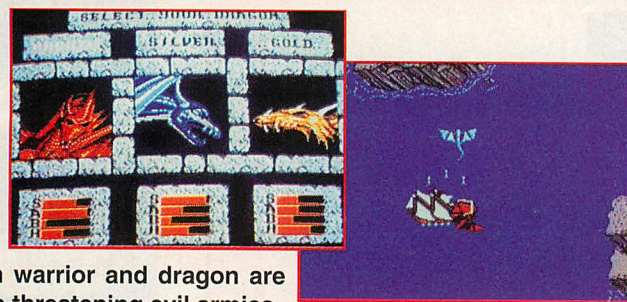 SELECT YOUR DRAGON
SILVER
GOLD
warrior and dragon are
threatening evil armies